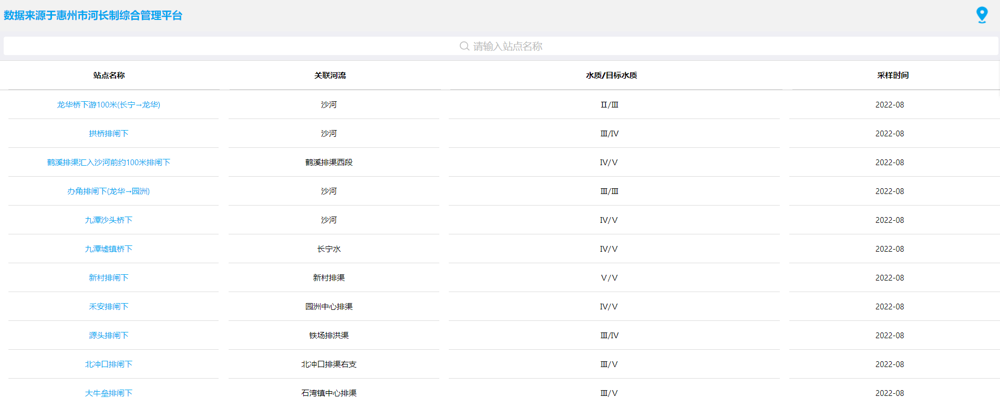 数据来源于惠州市河长制综合管理平台
请输入站点名称
站点名称 关联河流 水质/目标水质 采样时间
龙华桥下游100米(长宁→龙华) 沙河 Ⅱ/Ⅲ 2022-08
拱桥排闸下 沙河 Ⅲ/Ⅳ 2022-08
鹤溪排渠汇入沙河前约100米排闸下 鹤溪排渠西段 Ⅳ/Ⅴ 2022-08
办角排闸下(龙华→园洲) 沙河 Ⅲ/Ⅲ 2022-08
九潭沙头桥下 沙河 Ⅳ/Ⅴ 2022-08
九潭墟镇桥下 长宁水 Ⅳ/Ⅴ 2022-08
新村排闸下 新村排渠 Ⅴ/Ⅴ 2022-08
禾安排闸下 园洲中心排渠 Ⅳ/Ⅴ 2022-08
源头排闸下 铁场排洪渠 Ⅲ/Ⅳ 2022-08
北冲口排闸下 北冲口排渠右支 Ⅲ/Ⅴ 2022-08
大牛垒排闸下 石湾镇中心排渠 Ⅲ/Ⅴ 2022-08